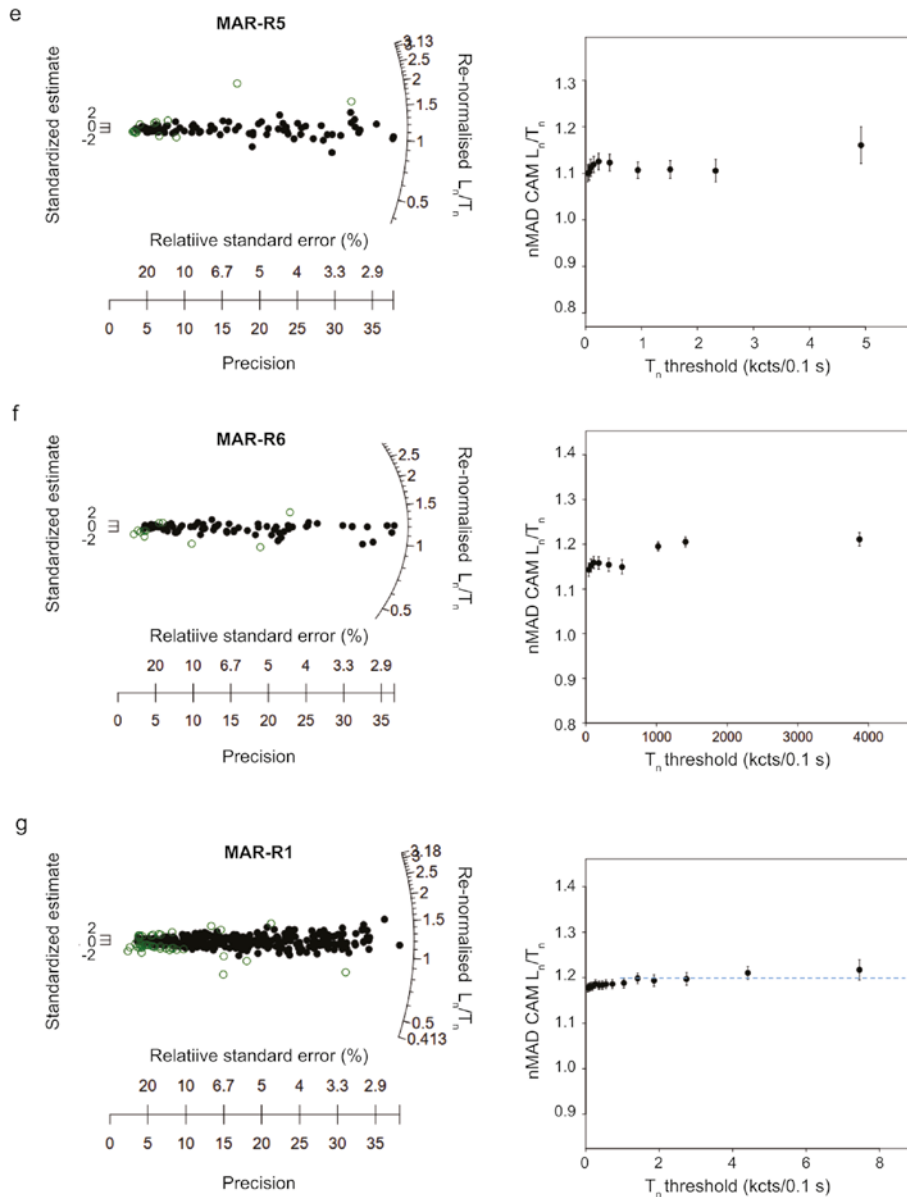 e
MAR-R5
Standardized estimate
2
0
-2
3.13
3
2.5
2
1.5
1
0.5
Re-normalised Ln/Tn
Relatiive standard error (%)
20 10 6.7 5 4 3.3 2.9
0 5 10 15 20 25 30 35
Precision
nMAD CAM Ln/Tn
1.3
1.2
1.1
1.0
0.9
0.8
0 1 2 3 4 5
Tn threshold (kcts/0.1 s)
f
MAR-R6
Standardized estimate
2
0
-2
2.5
2
1.5
1
0.5
Re-normalised Ln/Tn
Relatiive standard error (%)
20 10 6.7 5 4 3.3 2.9
0 5 10 15 20 25 30 35
Precision
nMAD CAM Ln/Tn
1.4
1.3
1.2
1.1
1.0
0.9
0.8
0 1000 2000 3000 4000
Tn threshold (kcts/0.1 s)
g
MAR-R1
Standardized estimate
2
0
-2
3.18
3
2.5
2
1.5
1
0.5
0.413
Re-normalised Ln/Tn
Relatiive standard error (%)
20 10 6.7 5 4 3.3 2.9
0 5 10 15 20 25 30 35
Precision
nMAD CAM Ln/Tn
1.4
1.3
1.2
1.1
1.0
0.9
0 2 4 6 8
Tn threshold (kcts/0.1 s)